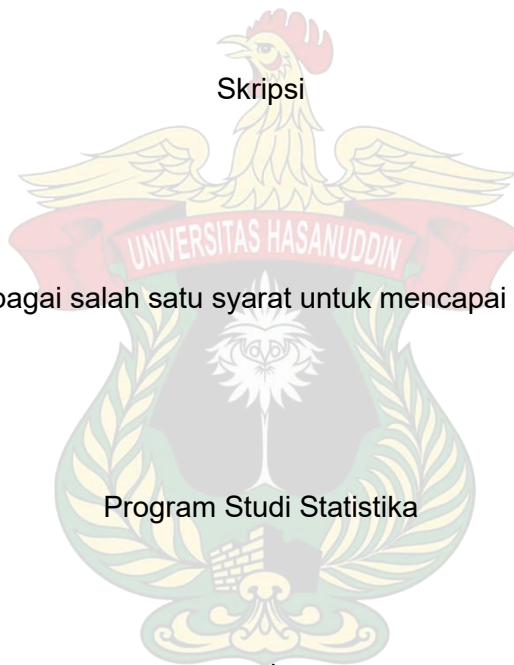 Skripsi
UNIVERSITAS HASANUDDIN
bagai salah satu syarat untuk mencapai
Program Studi Statistika